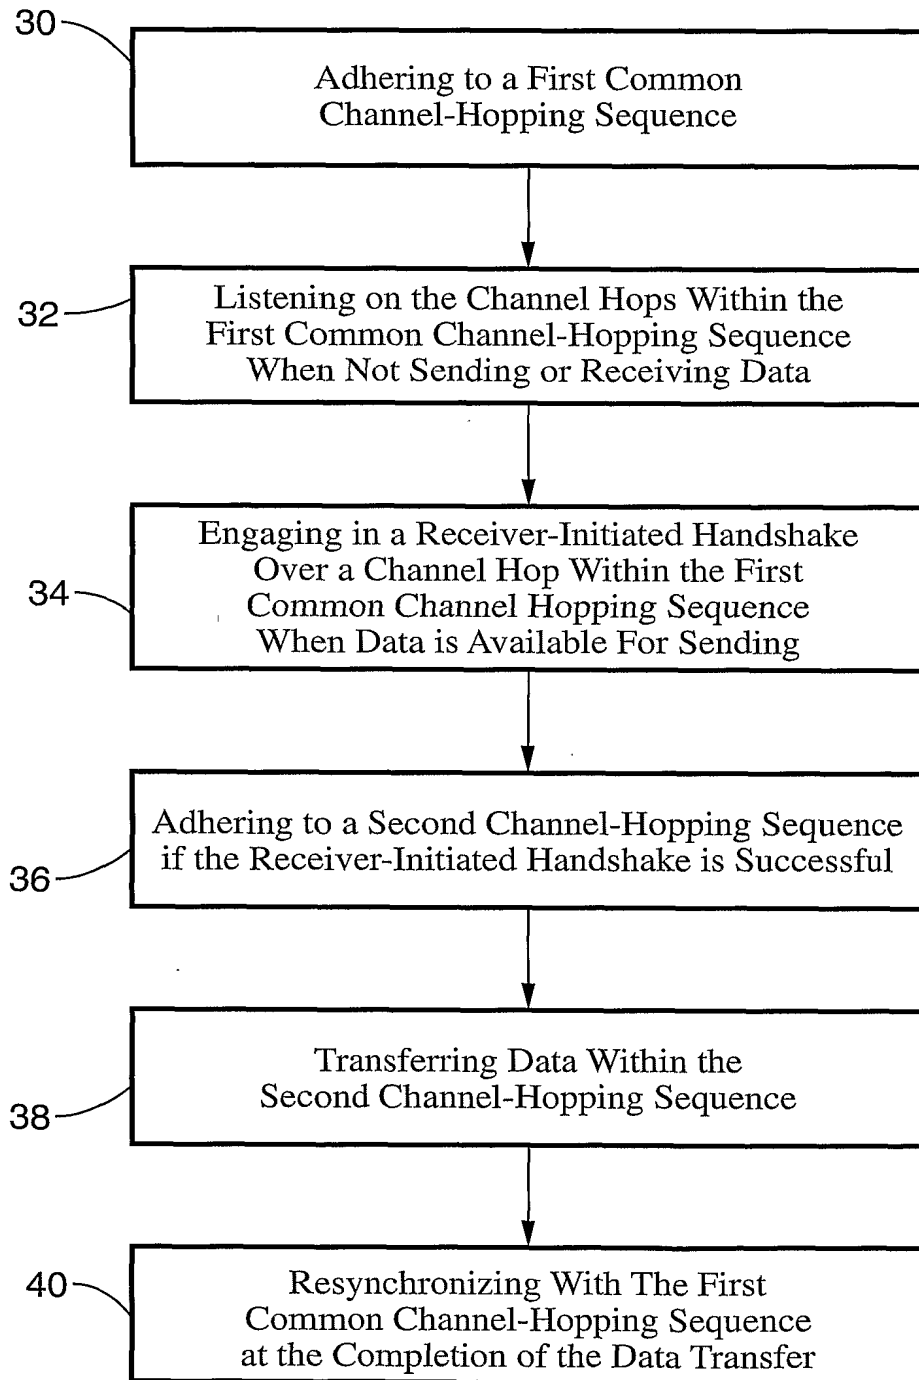 30
Adhering to a First Common
Channel-Hopping Sequence
32
Listening on the Channel Hops Within the
First Common Channel-Hopping Sequence
When Not Sending or Receiving Data
34
Engaging in a Receiver-Initiated Handshake
Over a Channel Hop Within the First
Common Channel Hopping Sequence
When Data is Available For Sending
36
Adhering to a Second Channel-Hopping Sequence
if the Receiver-Initiated Handshake is Successful
38
Transferring Data Within the
Second Channel-Hopping Sequence
40
Resynchronizing With The First
Common Channel-Hopping Sequence
at the Completion of the Data Transfer